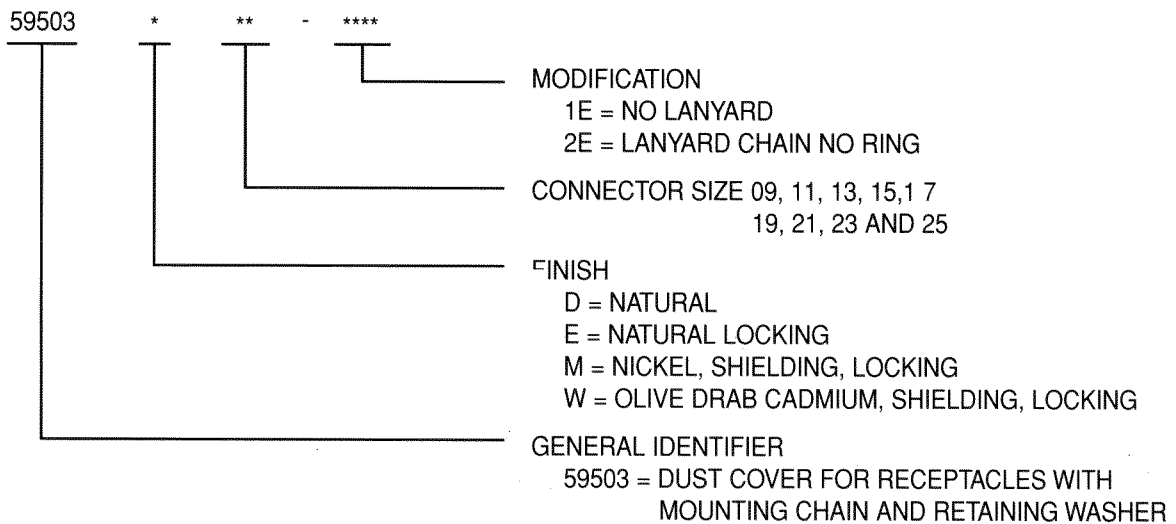 59503 * ** - ****
MODIFICATION
1E = NO LANYARD
2E = LANYARD CHAIN NO RING
CONNECTOR SIZE 09, 11, 13, 15,1 7
19, 21, 23 AND 25
FINISH
D = NATURAL
E = NATURAL LOCKING
M = NICKEL, SHIELDING, LOCKING
W = OLIVE DRAB CADMIUM, SHIELDING, LOCKING
GENERAL IDENTIFIER
59503 = DUST COVER FOR RECEPTACLES WITH
MOUNTING CHAIN AND RETAINING WASHER